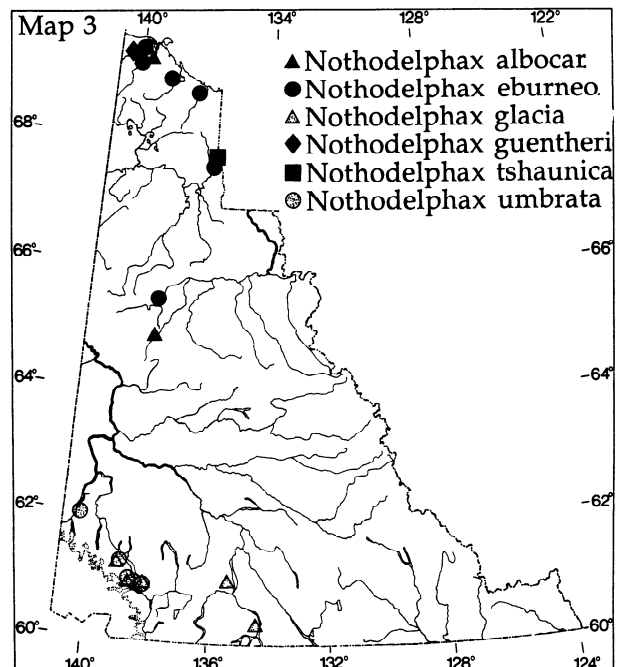 Map 3
140° 134° 128° 122°
▲ Nothodelphax albocar
● Nothodelphax eburneo.
Nothodelphax glacia
◆ Nothodelphax guentheri
■ Nothodelphax tshaunica
Nothodelphax umbrata
68°
66° 66°
64° 64°
62° 62°
60° 60°
140° 136° 132° 128° 124°